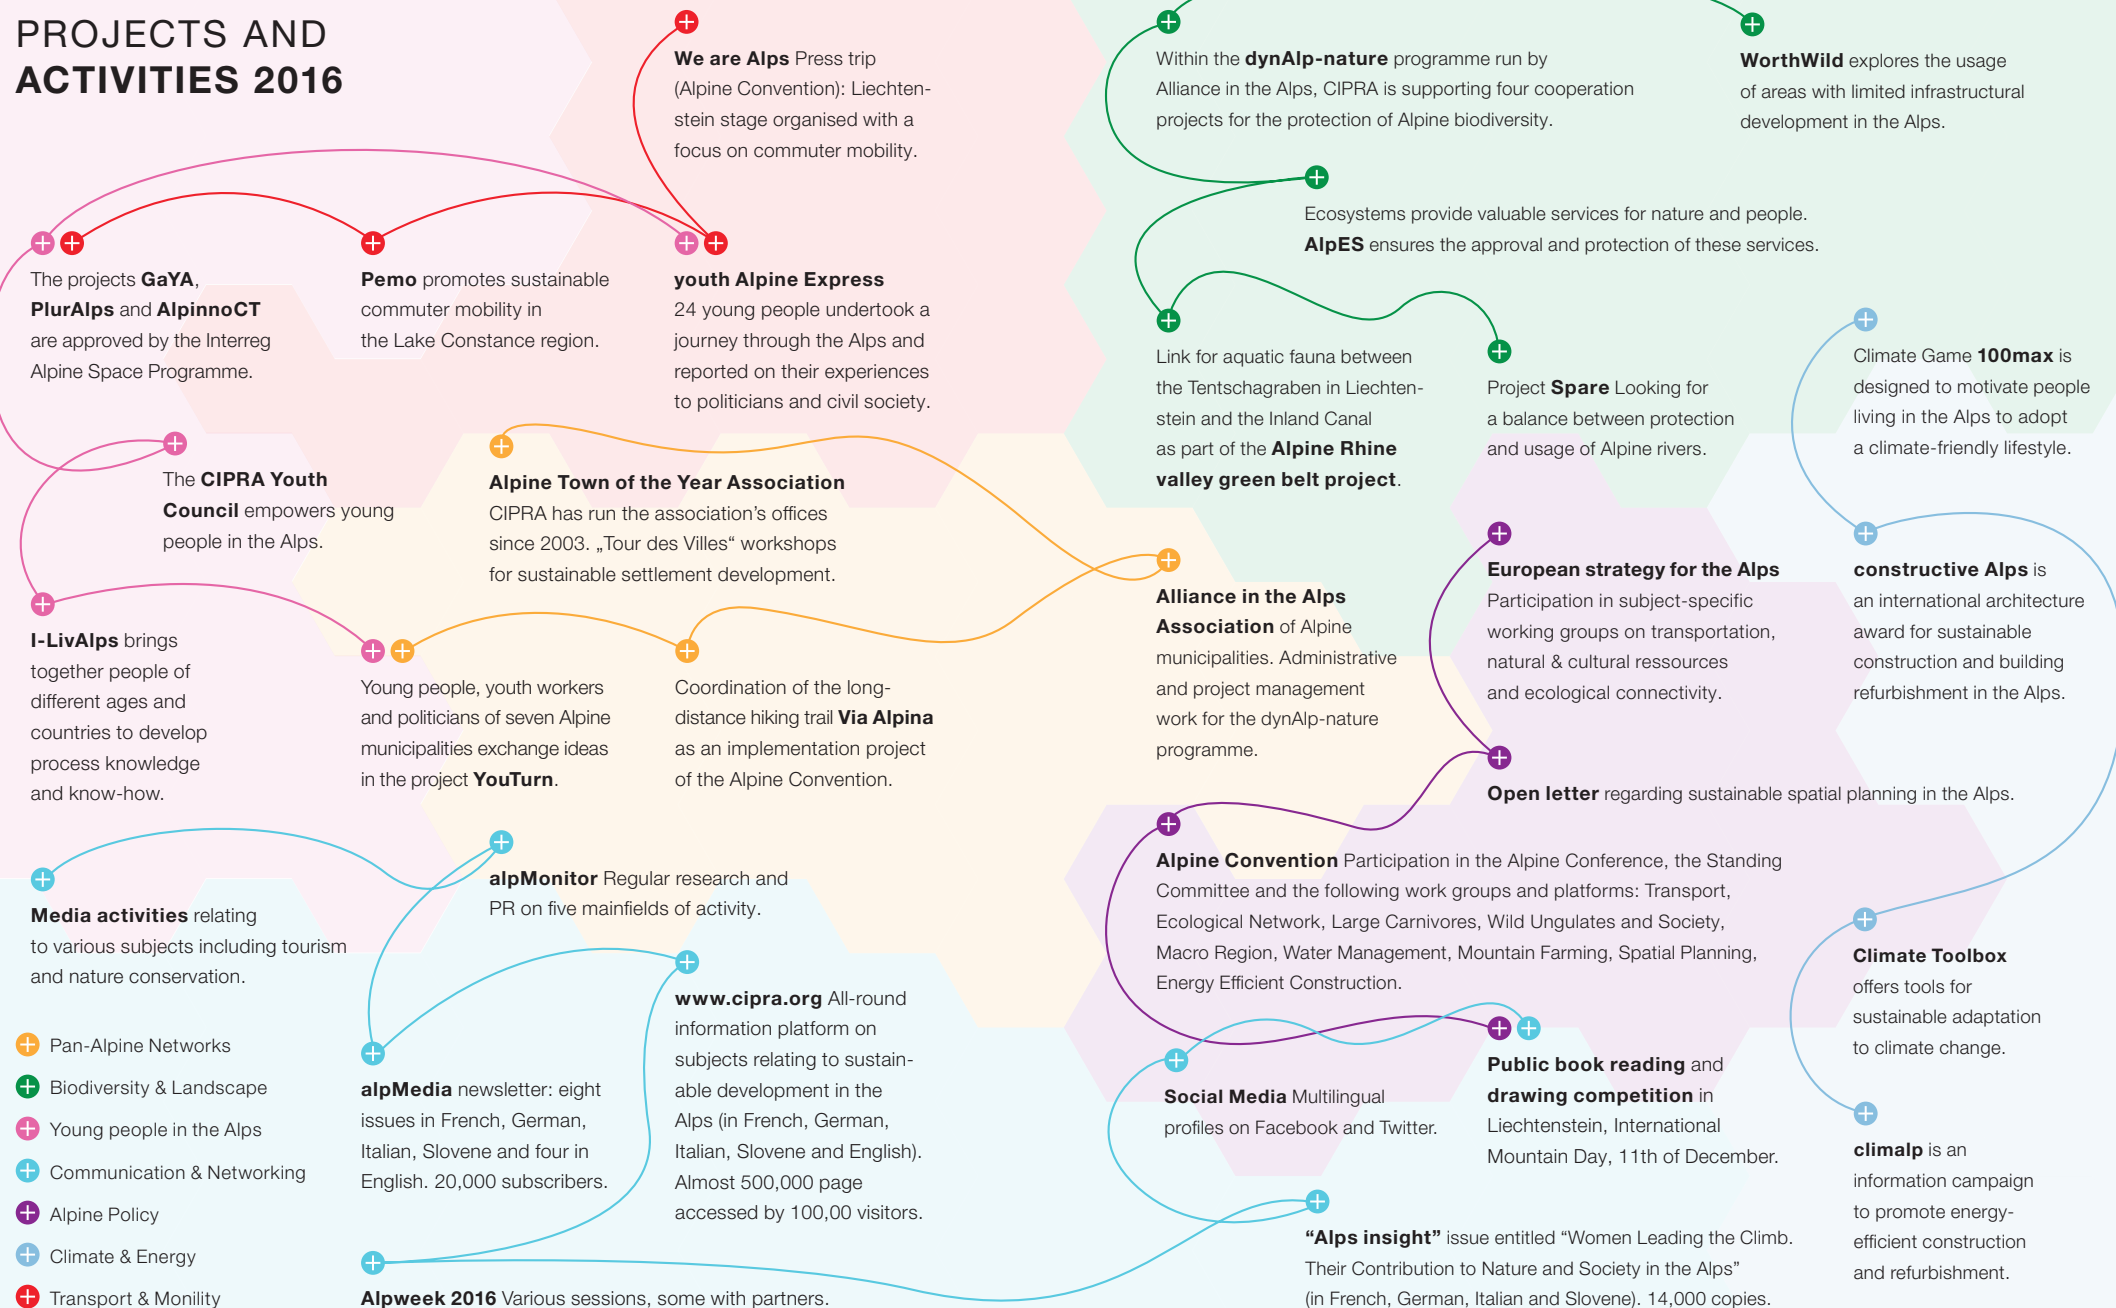 PROJECTS AND
ACTIVITIES 2016
We are Alps Press trip
(Alpine Convention): Liechten-
stein stage organised with a
focus on commuter mobility.
Within the dynAlp-nature programme run by
Alliance in the Alps, CIPRA is supporting four cooperation
projects for the protection of Alpine biodiversity.
WorthWild explores the usage
of areas with limited infrastructural
development in the Alps.
Ecosystems provide valuable services for nature and people.
AlpES ensures the approval and protection of these services.
The projects GaYA,
PlurAlps and AlpinnoCT
are approved by the Interreg
Alpine Space Programme.
Pemo promotes sustainable
commuter mobility in
the Lake Constance region.
youth Alpine Express
24 young people undertook a
journey through the Alps and
reported on their experiences
to politicians and civil society.
Link for aquatic fauna between
the Tentschagraben in Liechten-
stein and the Inland Canal
as part of the Alpine Rhine
valley green belt project.
Project Spare Looking for
a balance between protection
and usage of Alpine rivers.
Climate Game 100max is
designed to motivate people
living in the Alps to adopt
a climate-friendly lifestyle.
The CIPRA Youth
Council empowers young
people in the Alps.
Alpine Town of the Year Association
CIPRA has run the association’s offices
since 2003. „Tour des Villes“ workshops
for sustainable settlement development.
Alliance in the Alps
Association of Alpine
municipalities. Administrative
and project management
work for the dynAlp-nature
programme.
European strategy for the Alps
Participation in subject-specific
working groups on transportation,
natural & cultural ressources
and ecological connectivity.
constructive Alps is
an international architecture
award for sustainable
construction and building
refurbishment in the Alps.
I-LivAlps brings
together people of
different ages and
countries to develop
process knowledge
and know-how.
Young people, youth workers
and politicians of seven Alpine
municipalities exchange ideas
in the project YouTurn.
Coordination of the long-
distance hiking trail Via Alpina
as an implementation project
of the Alpine Convention.
Open letter regarding sustainable spatial planning in the Alps.
Alpine Convention Participation in the Alpine Conference, the Standing
Committee and the following work groups and platforms: Transport,
Ecological Network, Large Carnivores, Wild Ungulates and Society,
Macro Region, Water Management, Mountain Farming, Spatial Planning,
Energy Efficient Construction.
Media activities relating
to various subjects including tourism
and nature conservation.
alpMonitor Regular research and
PR on five mainfields of activity.
www.cipra.org All-round
information platform on
subjects relating to sustain-
able development in the
Alps (in French, German,
Italian, Slovene and English).
Almost 500,000 page
accessed by 100,00 visitors.
Climate Toolbox
offers tools for
sustainable adaptation
to climate change.
Pan-Alpine Networks
Biodiversity & Landscape
Young people in the Alps
Communication & Networking
Alpine Policy
Climate & Energy
Transport & Monility
alpMedia newsletter: eight
issues in French, German,
Italian, Slovene and four in
English. 20,000 subscribers.
Social Media Multilingual
profiles on Facebook and Twitter.
Public book reading and
drawing competition in
Liechtenstein, International
Mountain Day, 11th of December.
climalp is an
information campaign
to promote energy-
efficient construction
and refurbishment.
“Alps insight” issue entitled “Women Leading the Climb.
Their Contribution to Nature and Society in the Alps”
(in French, German, Italian and Slovene). 14,000 copies.
Alpweek 2016 Various sessions, some with partners.